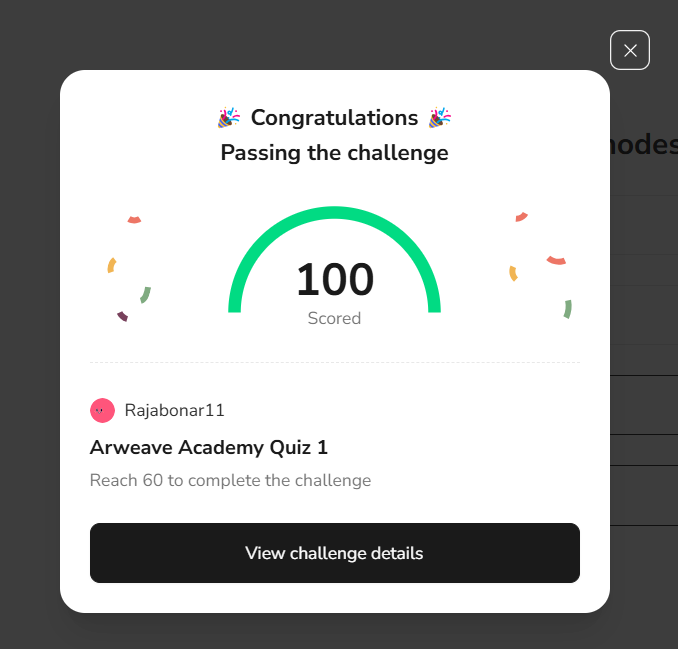 🎉 Congratulations 🎉
Passing the challenge
100
Scored
Rajabonar11
Arweave Academy Quiz 1
Reach 60 to complete the challenge
View challenge details